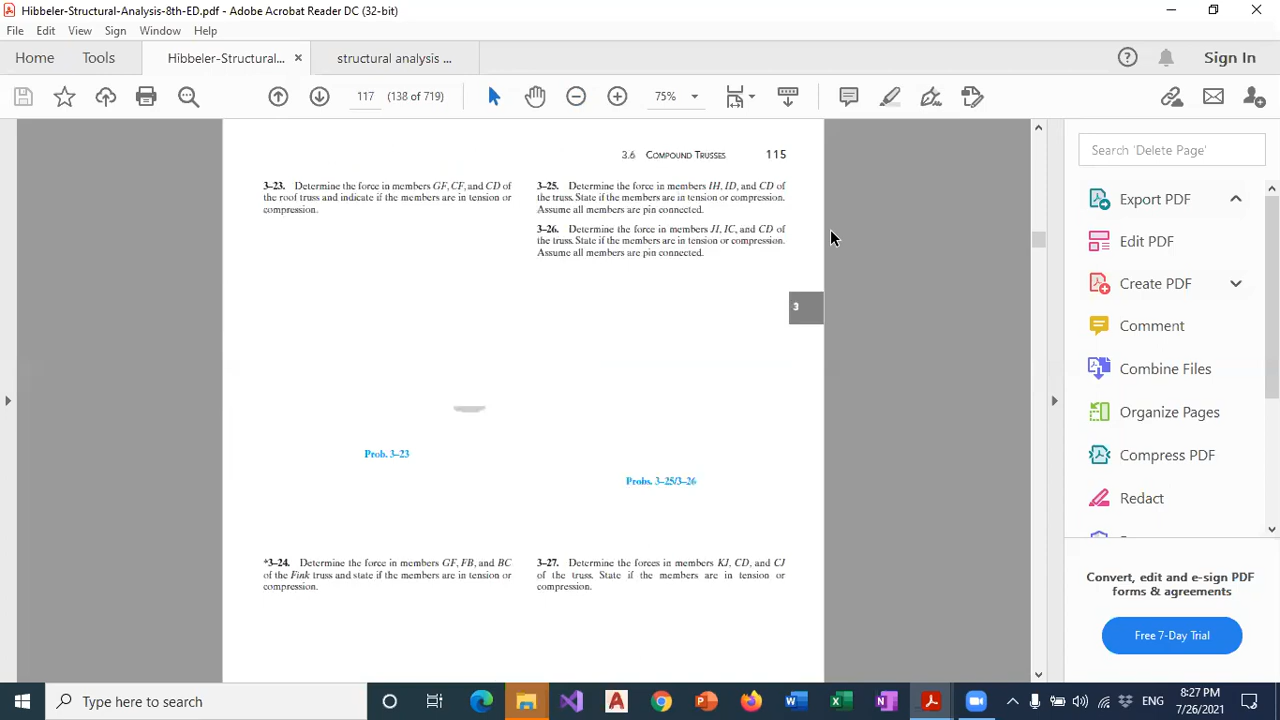 Hibbeler-Structural-Analysis-8th-ED.pdf - Adobe Acrobat Reader DC (32-bit)
File Edit View Sign Window Help
Home Tools Hibbeler-Structural... × structural analysis ... Sign In
117 (138 of 719) 75%
3.6 COMPOUND TRUSSES 115
3–23. Determine the force in members GF, CF, and CD of
the roof truss and indicate if the members are in tension or
compression.
Prob. 3–23
*3–24. Determine the force in members GF, FB, and BC
of the Fink truss and state if the members are in tension or
compression.
3–25. Determine the force in members IH, ID, and CD of
the truss. State if the members are in tension or compression.
Assume all members are pin connected.
3–26. Determine the force in members JI, IC, and CD of
the truss. State if the members are in tension or compression.
Assume all members are pin connected.
3
Probs. 3–25/3–26
3–27. Determine the forces in members KJ, CD, and CJ
of the truss. State if the members are in tension or
compression.
Search 'Delete Page'
Export PDF
Edit PDF
Create PDF
Comment
Combine Files
Organize Pages
Compress PDF
Redact
Convert, edit and e-sign PDF
forms & agreements
Free 7-Day Trial
Type here to search
ENG
8:27 PM
7/26/2021